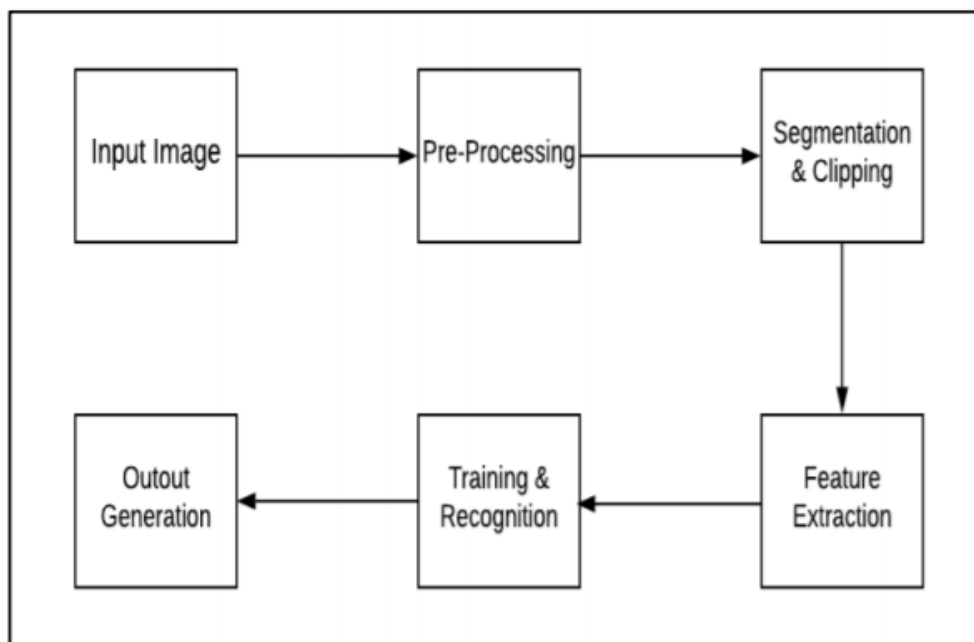 Input Image
Pre-Processing
Segmentation
& Clipping
Feature
Extraction
Training &
Recognition
Outout
Generation